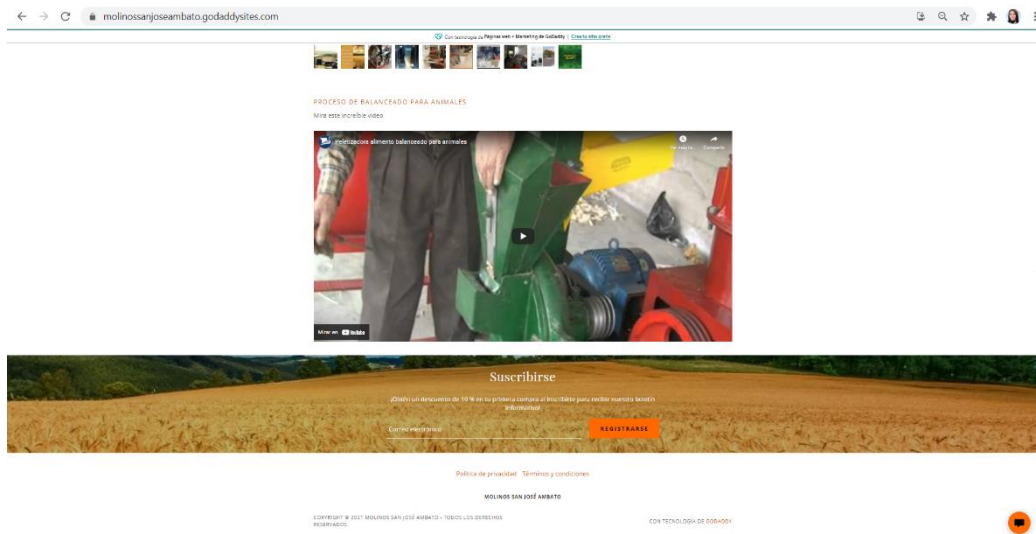 molinossanjoseambato.godaddysites.com
Con tecnología de Páginas web + Marketing de GoDaddy | Crea tu sitio gratis
PROCESO DE BALANCEADO PARA ANIMALES
Mira este increíble video
Peletizadora alimento balanceado para animales
Ver más ta...
Compartir
Mirar en YouTube
Suscribirse
¡Obtén un descuento de 10 % en tu primera compra al inscribirte para recibir nuestro boletín
informativo!
Correo electrónico
REGISTRARSE
Política de privacidad Términos y condiciones
MOLINOS SAN JOSÉ AMBATO
COPYRIGHT © 2021 MOLINOS SAN JOSÉ AMBATO - TODOS LOS DERECHOS
RESERVADOS.
CON TECNOLOGÍA DE GODADDY